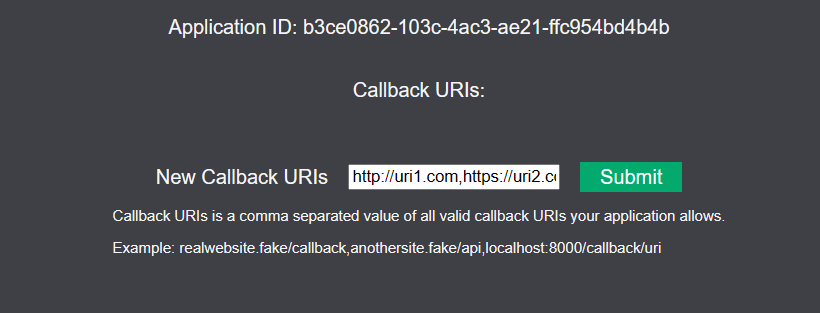 Application ID: b3ce0862-103c-4ac3-ae21-ffc954bd4b4b
Callback URIs:
New Callback URIs http://uri1.com,https://uri2.c Submit
Callback URIs is a comma separated value of all valid callback URIs your application allows.
Example: realwebsite.fake/callback,anothersite.fake/api,localhost:8000/callback/uri